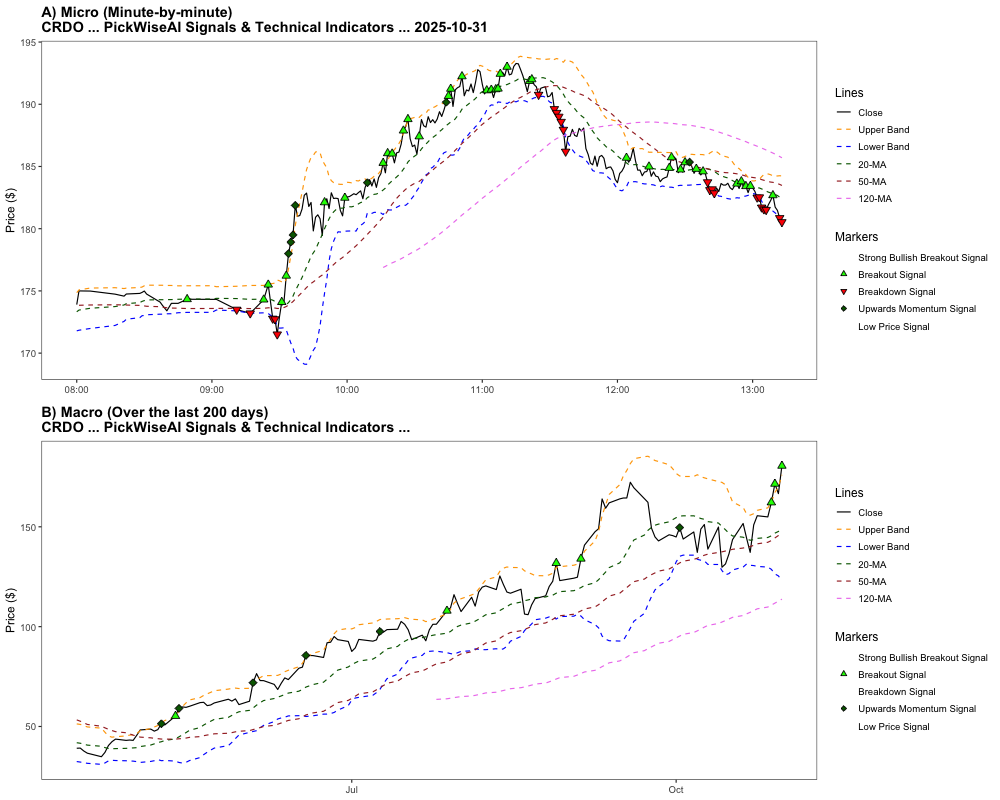 A) Micro (Minute-by-minute)
CRDO ... PickWiseAI Signals & Technical Indicators ... 2025-10-31
195
190
185
180
175
170
Price ($)
08:00
09:00
10:00
11:00
12:00
13:00
Lines
Close
Upper Band
Lower Band
20-MA
50-MA
120-MA
Markers
Strong Bullish Breakout Signal
Breakout Signal
Breakdown Signal
Upwards Momentum Signal
Low Price Signal
B) Macro (Over the last 200 days)
CRDO ... PickWiseAI Signals & Technical Indicators ...
150
100
50
Price ($)
Jul
Oct
Lines
Close
Upper Band
Lower Band
20-MA
50-MA
120-MA
Markers
Strong Bullish Breakout Signal
Breakout Signal
Breakdown Signal
Upwards Momentum Signal
Low Price Signal